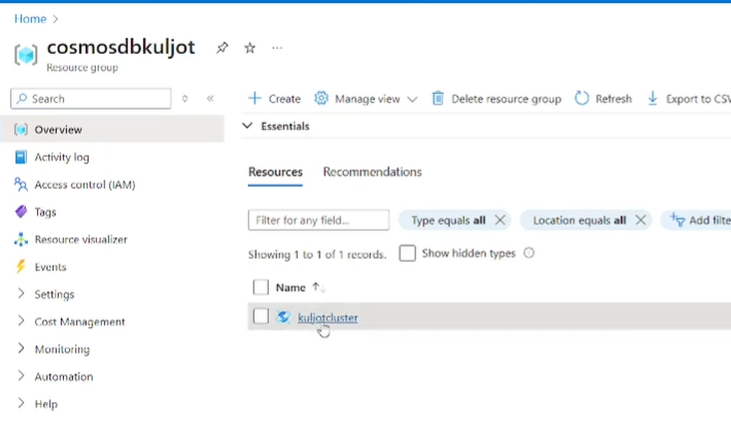 Home
cosmosdbkuljot
Resource group
Search
Create
Manage view
Delete resource group
Refresh
Export to CSV
Essentials
Overview
Activity log
Access control (IAM)
Tags
Resource visualizer
Events
Settings
Cost Management
Monitoring
Automation
Help
Resources
Recommendations
Filter for any field...
Type equals all
Location equals all
Add filte
Showing 1 to 1 of 1 records.
Show hidden types
Name
kuljotcluster